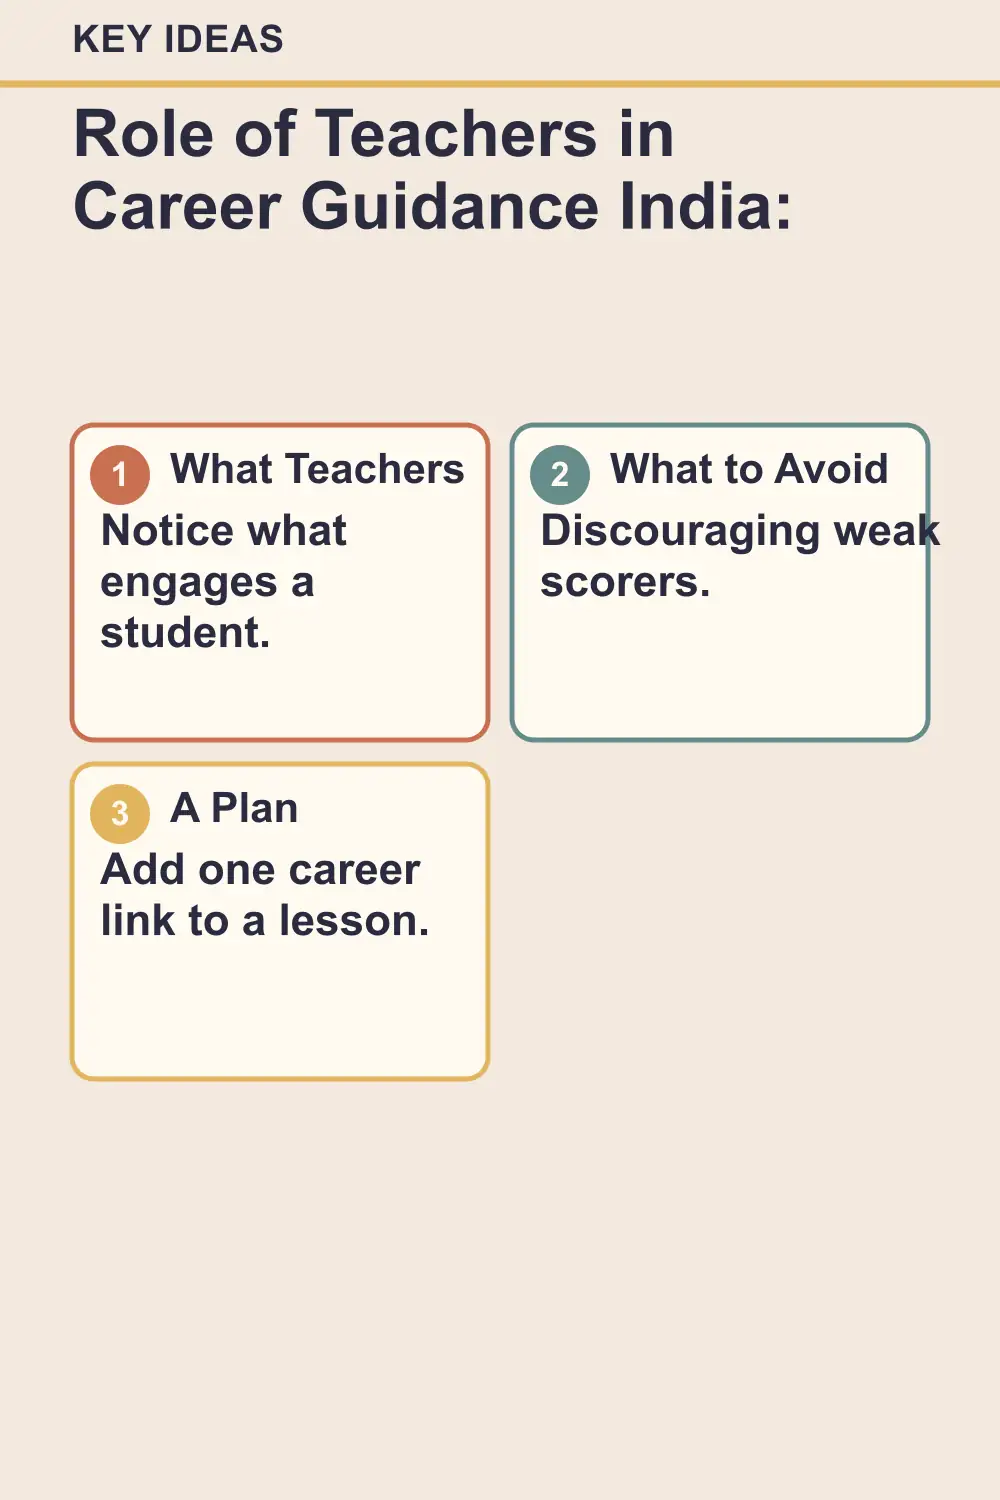 KEY IDEAS
Role of Teachers in
Career Guidance India:
1 What Teachers
Notice what
engages a
student.
2 What to Avoid
Discouraging weak
scorers.
3 A Plan
Add one career
link to a lesson.